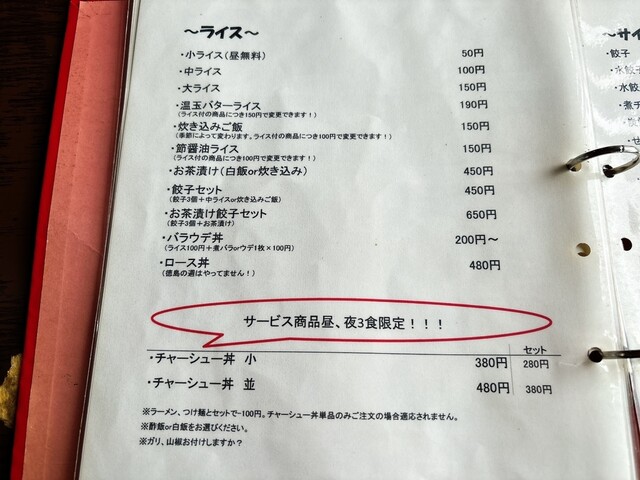 ～ライス～
・小ライス（昼無料） 50円
・中ライス 100円
・大ライス 150円
・温玉バターライス 190円
（ライス付の商品につき150円で変更できます！）
・炊き込みご飯 150円
（季節によって変わります。ライス付の商品につき100円で変更できます！）
・節醤油ライス 150円
（ライス付の商品につき100円で変更できます！）
・お茶漬け（白飯or炊き込み） 450円
・餃子セット 450円
（餃子3個＋中ライスor炊き込みご飯）
・お茶漬け餃子セット 650円
（餃子3個＋お茶漬け）
・バラウデ丼 200円～
（ライス100円＋煮バラorウデ1枚×100円）
・ロース丼 480円
（徳島の週はやってません！）
サービス商品昼、夜3食限定！！！
セット
・チャーシュー丼 小 380円 280円
・チャーシュー丼 並 480円 380円
※ラーメン、つけ麺とセットで-100円。チャーシュー丼単品のみご注文の場合適応されません。
※酢飯or白飯をお選びください。
※ガリ、山椒お付けしますか？
～サイ
・餃子
・水餃子
・水餃
・煮チ